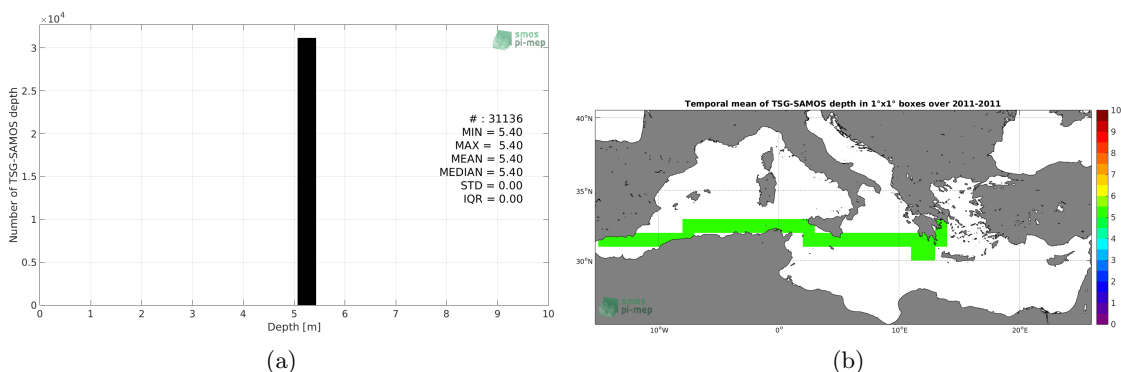 ×10⁴
3
2.5
2
1.5
1
0.5
0
Number of TSG-SAMOS depth
smos
pi-mep
# : 31136
MIN = 5.40
MAX = 5.40
MEAN = 5.40
MEDIAN = 5.40
STD = 0.00
IQR = 0.00
0 1 2 3 4 5 6 7 8 9 10
Depth [m]
(a)
Temporal mean of TSG-SAMOS depth in 1°x1° boxes over 2011-2011
40°N
35°N
30°N
10°W 0° 10°E 20°E
smos
pi-mep
10
9
8
7
6
5
4
3
2
1
0
(b)